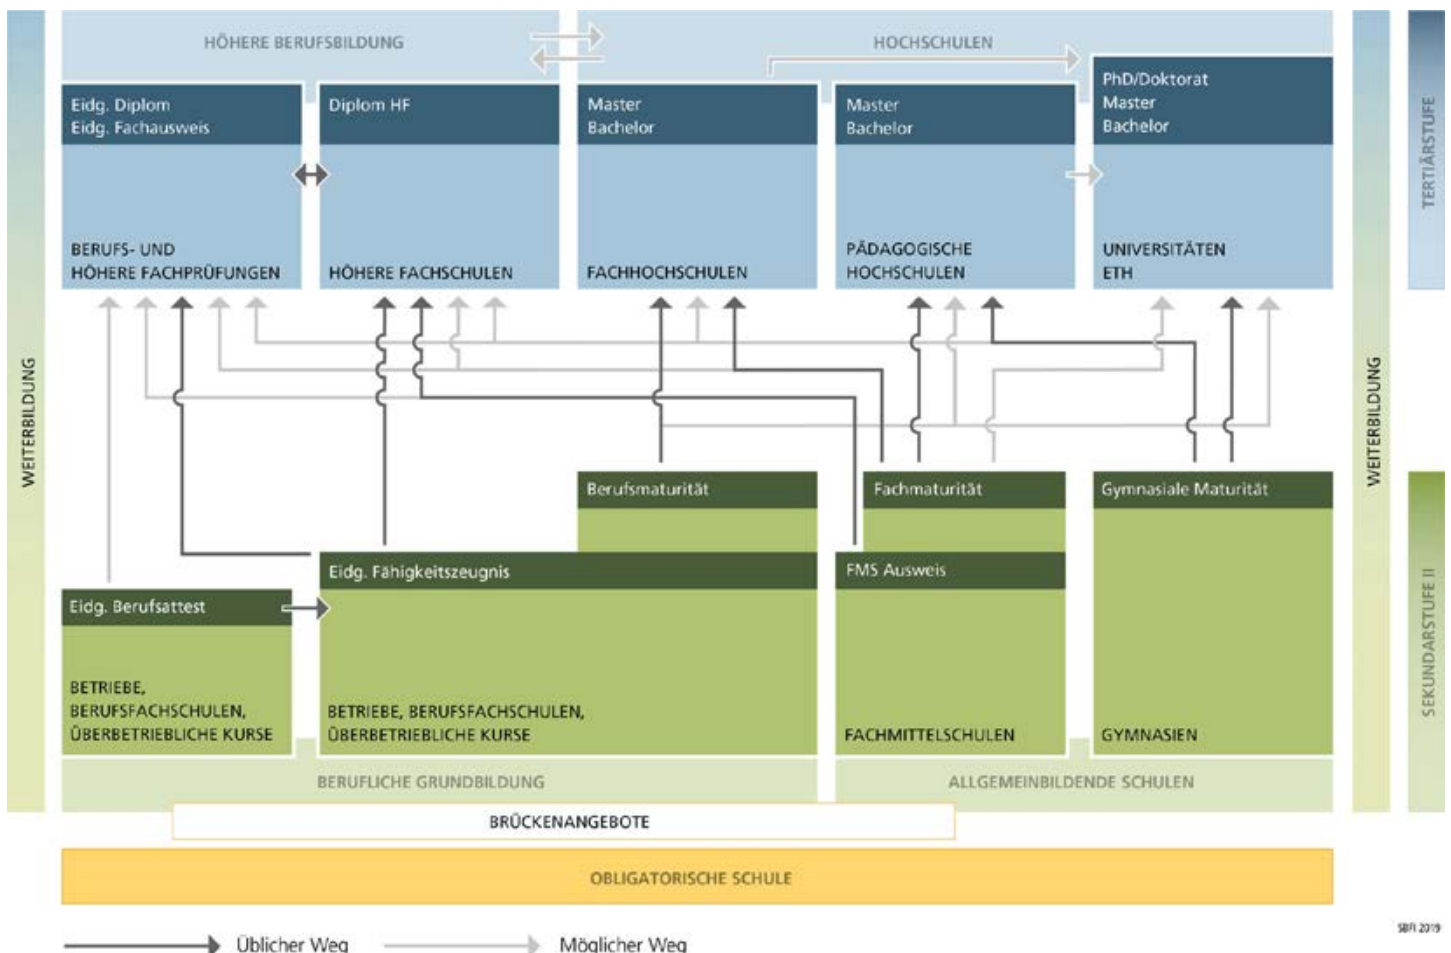 HÖHERE BERUFSBILDUNG
HOCHSCHULEN
Eidg. Diplom
Eidg. Fachausweis
BERUFS- UND
HÖHERE FACHPRÜFUNGEN
Diplom HF
HÖHERE FACHSCHULEN
Master
Bachelor
FACHHOCHSCHULEN
Master
Bachelor
PÄDAGOGISCHE
HOCHSCHULEN
PhD/Doktorat
Master
Bachelor
UNIVERSITÄTEN
ETH
TERTIÄRSTUFE
WEITERBILDUNG
WEITERBILDUNG
Berufsmaturität
Fachmaturität
Gymnasiale Maturität
Eidg. Fähigkeitszeugnis
FMS Ausweis
Eidg. Berufsattest
BETRIEBE,
BERUFSFACHSCHULEN,
ÜBERBETRIEBLICHE KURSE
BETRIEBE, BERUFSFACHSCHULEN,
ÜBERBETRIEBLICHE KURSE
FACHMITTELSCHULEN
GYMNASIEN
SEKUNDARSTUFE II
BERUFLICHE GRUNDBILDUNG
ALLGEMEINBILDENDE SCHULEN
BRÜCKENANGEBOTE
OBLIGATORISCHE SCHULE
Üblicher Weg
Möglicher Weg
SBFI 2019